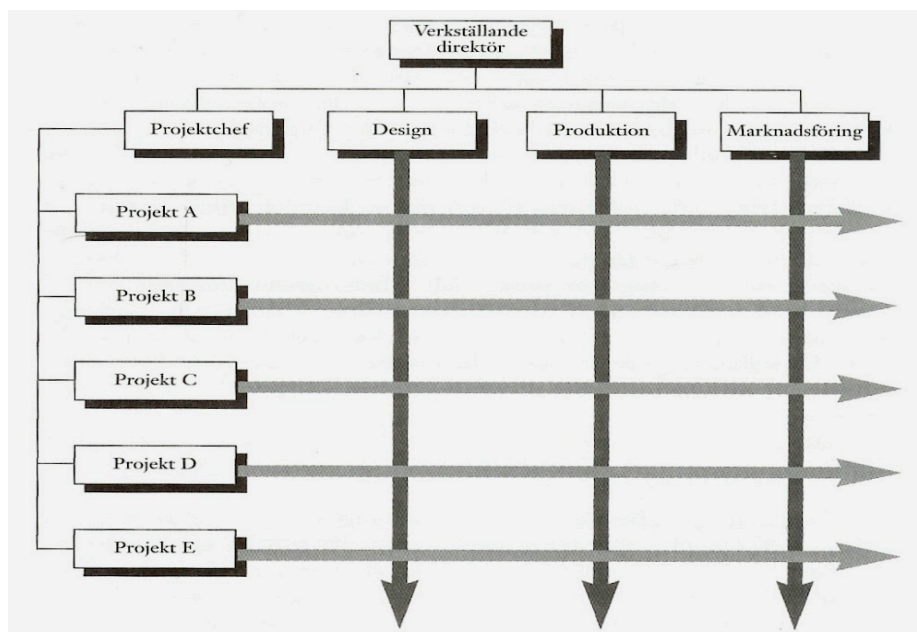 Verkställande
direktör
Projektchef
Design
Produktion
Marknadsföring
Projekt A
Projekt B
Projekt C
Projekt D
Projekt E